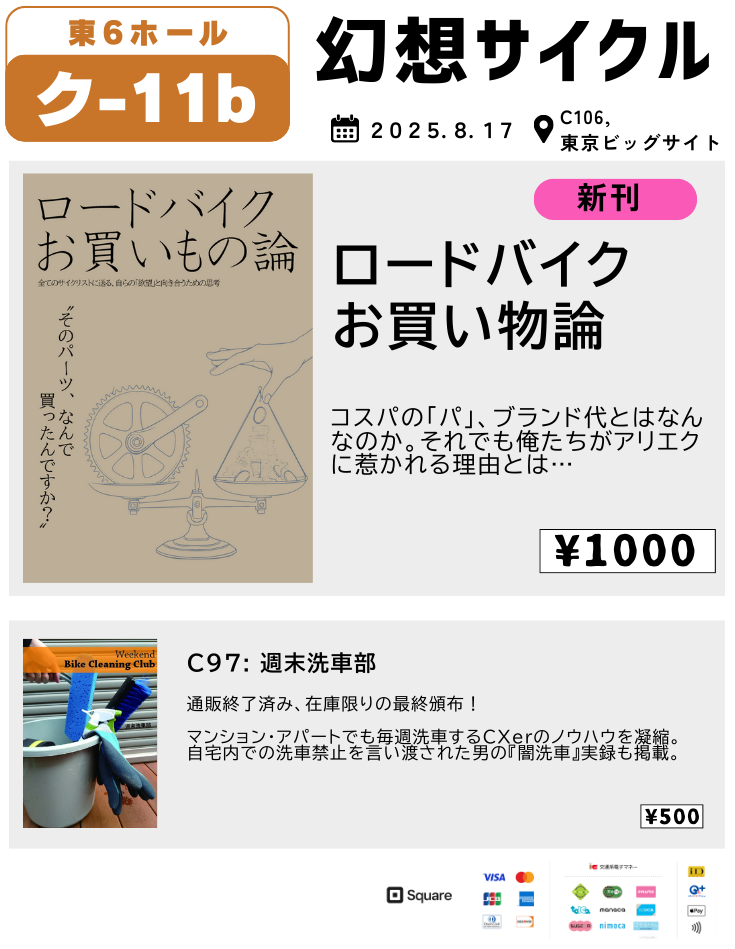 東6ホール
ク-11b
幻想サイクル
2025.8.17
C106,
東京ビッグサイト
ロードバイク
お買いもの論
全てのサイクリストに送る、自らの「欲望」と向き合うための思考
"そのパーツ、なんで
買ったんですか?"
新刊
ロードバイク
お買い物論
コスパの「パ」、ブランド代とはなん
なのか。それでも俺たちがアリエク
に惹かれる理由とは…
¥1000
Weekend
Bike Cleaning Club
週末洗車部
C97: 週末洗車部
通販終了済み、在庫限りの最終頒布！
マンション・アパートでも毎週洗車するCXerのノウハウを凝縮。
自宅内での洗車禁止を言い渡された男の『闇洗車』実録も掲載。
¥500
Square
VISA
JCB
交通系電子マネー
manaca
nimoca
iD
Pay